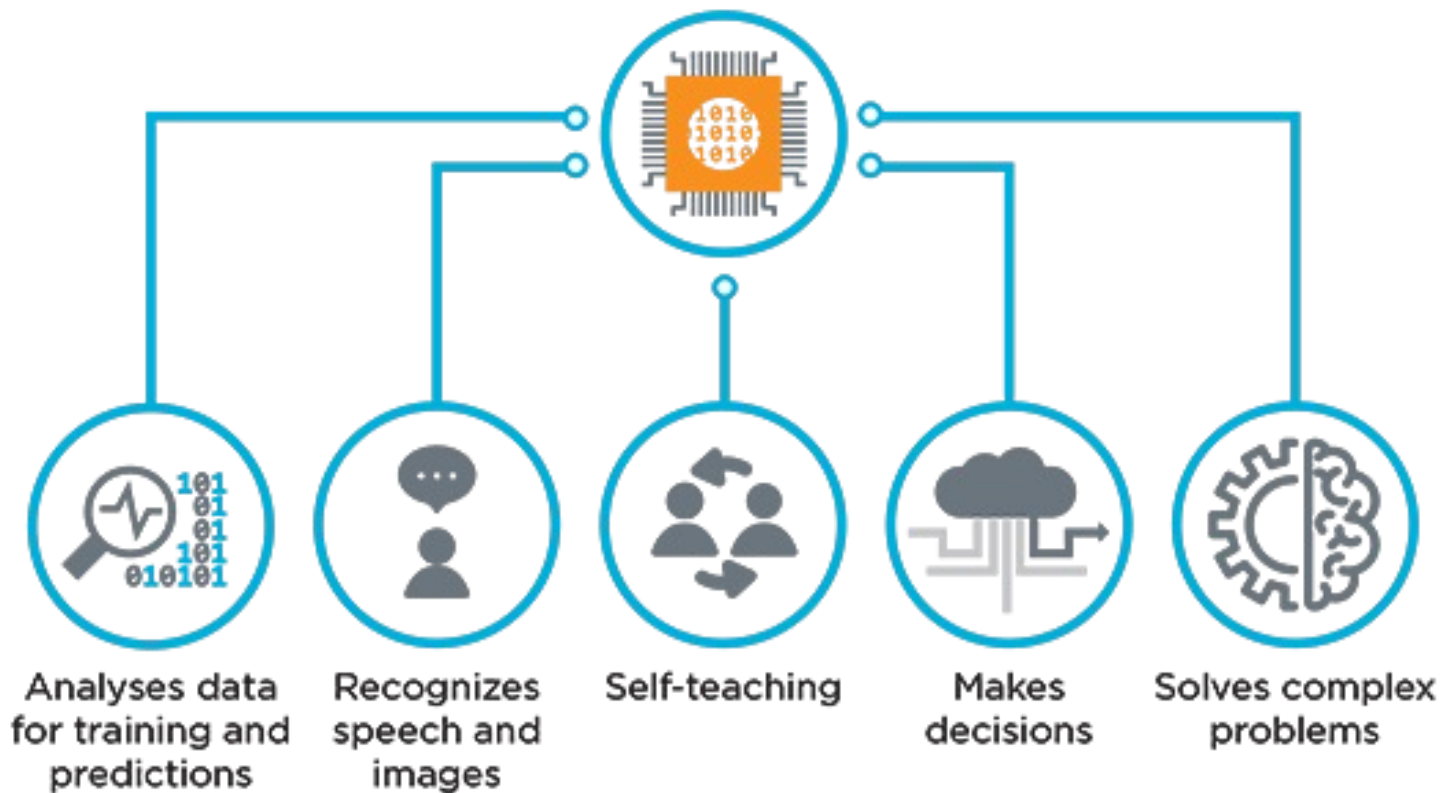 1010
01010
1010
101
01
01
101
010101
Analyses data
for training and
predictions
Recognizes
speech and
images
Self-teaching
Makes
decisions
Solves complex
problems